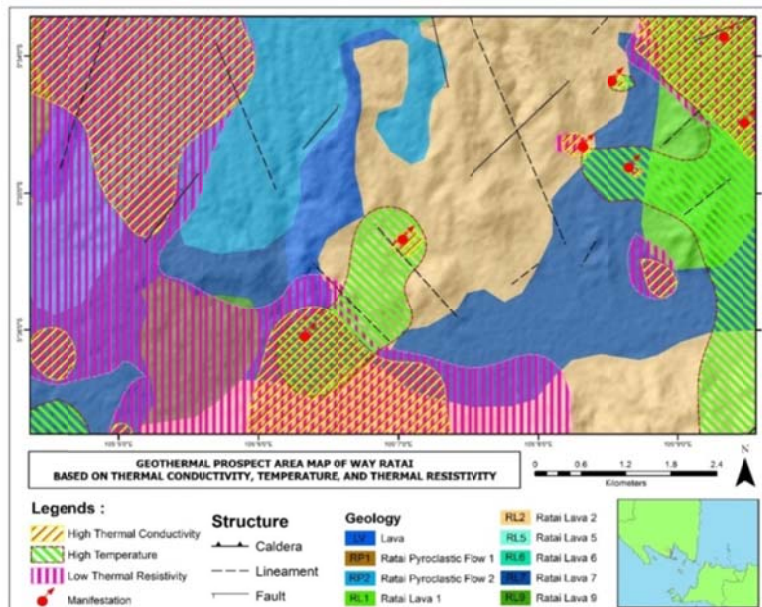 GEOTHERMAL PROSPECT AREA MAP OF WAY RATAI
BASED ON THERMAL CONDUCTIVITY, TEMPERATURE, AND THERMAL RESISTIVITY
0 0.6 1.2 1.8 2.4
Kilometers
N
Legends :
High Thermal Conductivity
High Temperature
Low Thermal Resistivity
Manifestation
Structure
Caldera
Lineament
Fault
Geology
LV Lava
RP1 Ratai Pyroclastic Flow 1
RP2 Ratai Pyroclastic Flow 2
RL1 Ratai Lava 1
RL2 Ratai Lava 2
RL5 Ratai Lava 5
RL6 Ratai Lava 6
RL7 Ratai Lava 7
RL9 Ratai Lava 9